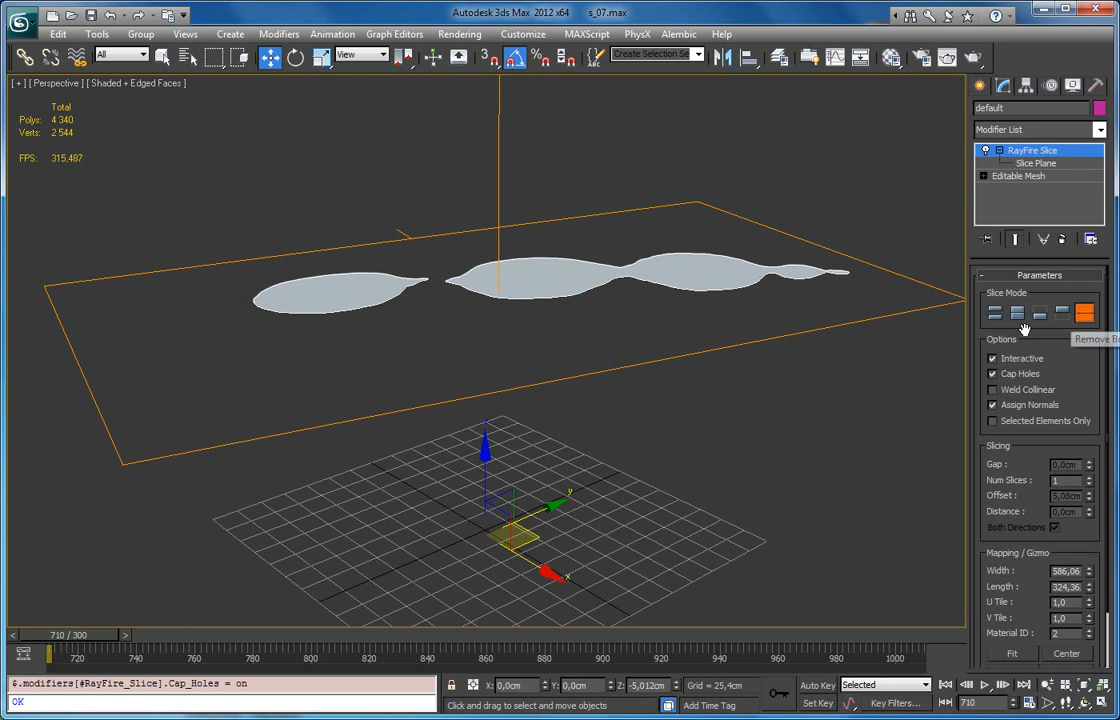 Autodesk 3ds Max 2012 x64 s_07.max
Edit Tools Group Views Create Modifiers Animation Graph Editors Rendering Customize MAXScript PhysX Alembic Help
All View 3 Create Selection Se
[ + ] [ Perspective ] [ Shaded + Edged Faces ]
Total
Polys: 4 340
Verts: 2 544
FPS: 315,487
default
Modifier List
RayFire Slice
Slice Plane
Editable Mesh
Parameters
Slice Mode
Remove Bo
Options
Interactive
Cap Holes
Weld Collinear
Assign Normals
Selected Elements Only
Slicing
Gap : 0,0cm
Num Slices : 1
Offset : 5,08cm
Distance : 0,0cm
Both Directions
Mapping / Gizmo
Width : 586,06
Length : 324,36
U Tile : 1,0
V Tile : 1,0
Material ID : 2
Fit Center
y
x
710 / 300
720 740 760 780 800 820 840 860 880 900 920 940 960 980 1000
$.modifiers[#RayFire_Slice].Cap_Holes = on
OK
X: 0,0cm Y: 0,0cm Z: -5,012cm Grid = 25,4cm
Click and drag to select and move objects
Add Time Tag
Auto Key Selected
Set Key Key Filters... 710